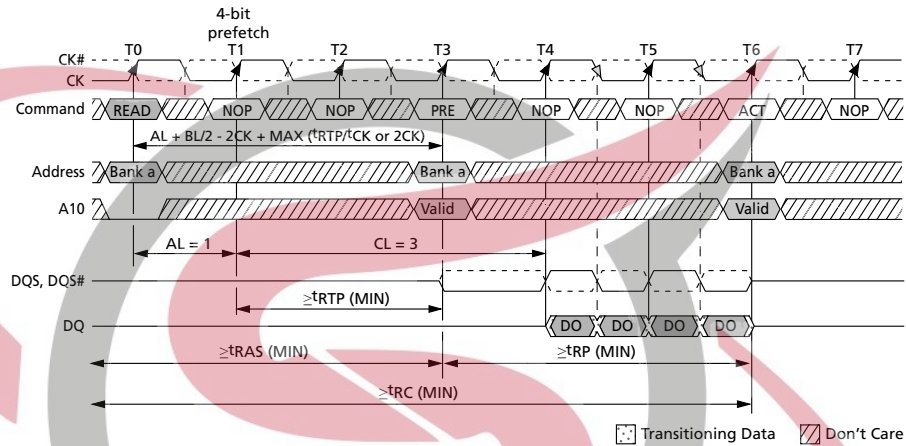 4-bit
prefetch
T0 T1 T2 T3 T4 T5 T6 T7
CK#
CK
Command READ NOP NOP PRE NOP NOP ACT NOP
AL + BL/2 - 2CK + MAX (tRTP/tCK or 2CK)
Address Bank a Bank a Bank a
A10 Valid Valid
AL = 1 CL = 3
DQS, DQS#
≥tRTP (MIN)
DQ DO DO DO DO
≥tRAS (MIN) ≥tRP (MIN)
≥tRC (MIN)
Transitioning Data Don't Care